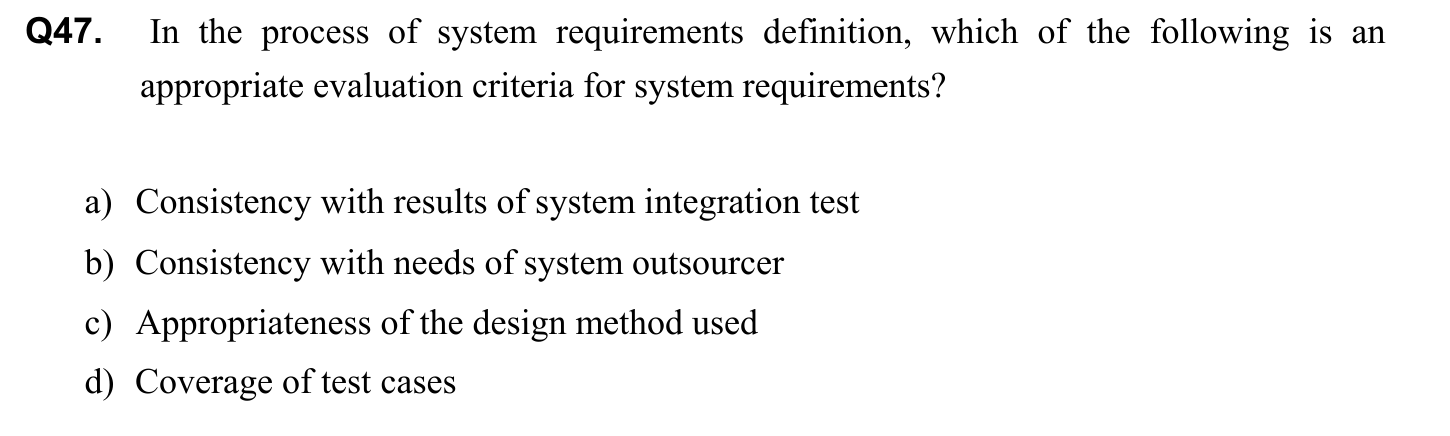 Q47. In the process of system requirements definition, which of the following is an
appropriate evaluation criteria for system requirements?
a) Consistency with results of system integration test
b) Consistency with needs of system outsourcer
c) Appropriateness of the design method used
d) Coverage of test cases